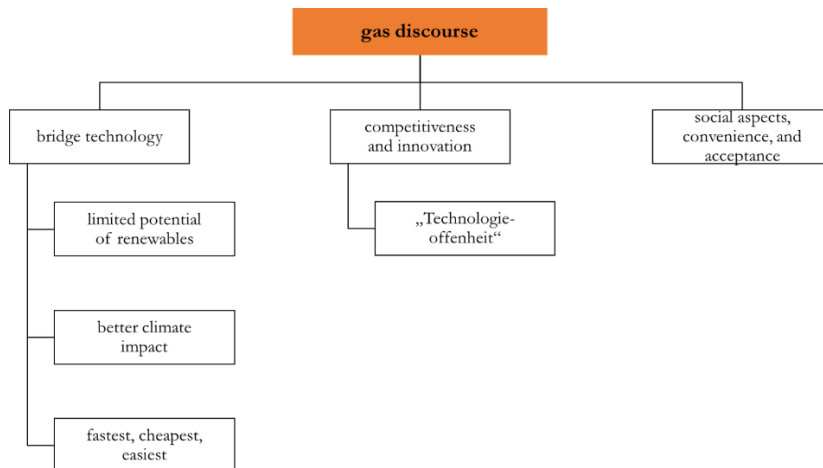 gas discourse
bridge technology
competitiveness
and innovation
social aspects,
convenience, and
acceptance
limited potential
of renewables
„Technologie-
offenheit“
better climate
impact
fastest, cheapest,
easiest